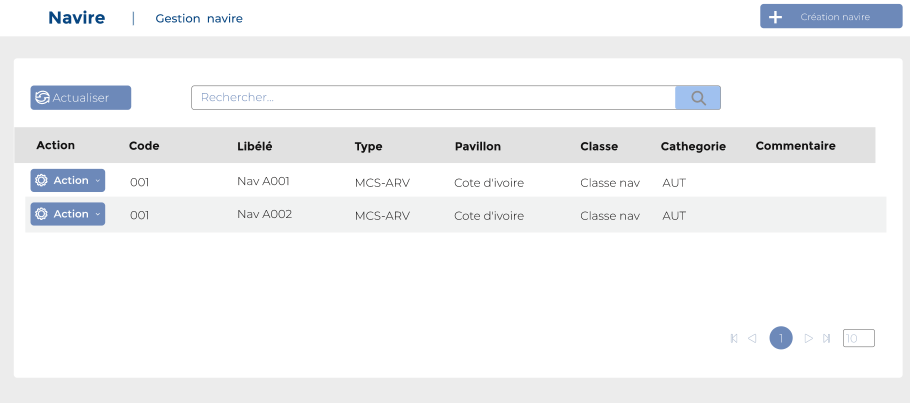 Navire | Gestion navire
Création navire
Actualiser
Rechercher...
Action Code Libélé Type Pavillon Classe Cathegorie Commentaire
Action 001 Nav A001 MCS-ARV Cote d'ivoire Classe nav AUT
Action 001 Nav A002 MCS-ARV Cote d'ivoire Classe nav AUT
1 10